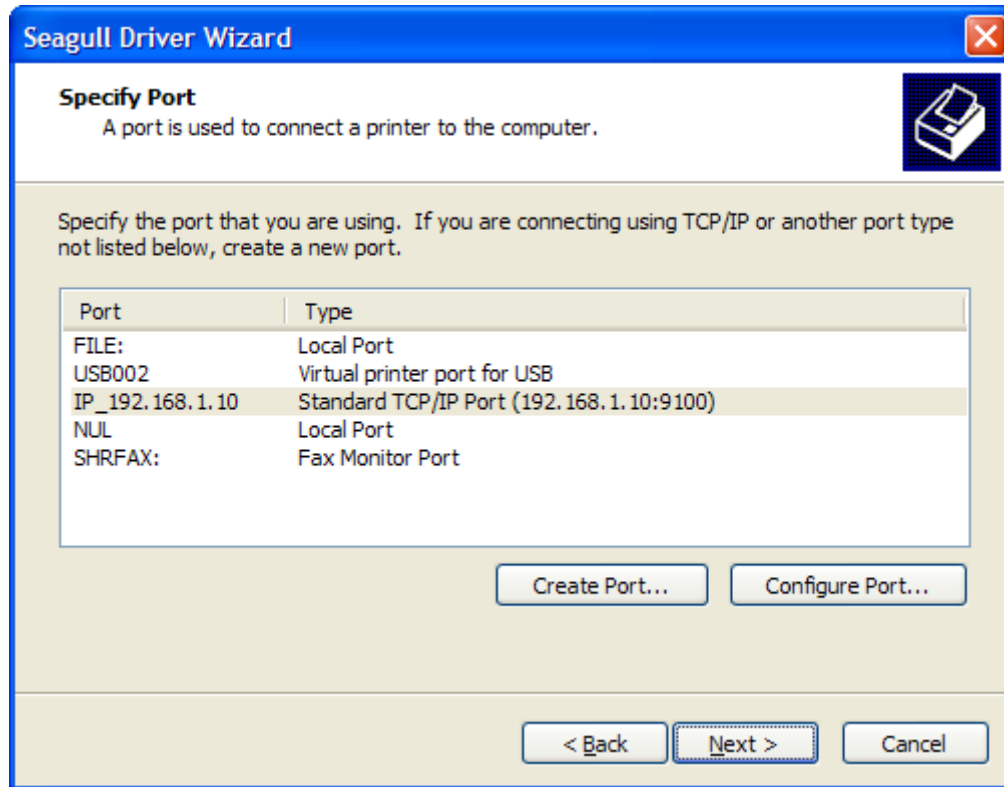 Seagull Driver Wizard
Specify Port
A port is used to connect a printer to the computer.
Specify the port that you are using.  If you are connecting using TCP/IP or another port type
not listed below, create a new port.
Port Type
FILE: Local Port
USB002 Virtual printer port for USB
IP_192.168.1.10 Standard TCP/IP Port (192.168.1.10:9100)
NUL Local Port
SHRFAX: Fax Monitor Port
Create Port... Configure Port...
< Back Next > Cancel